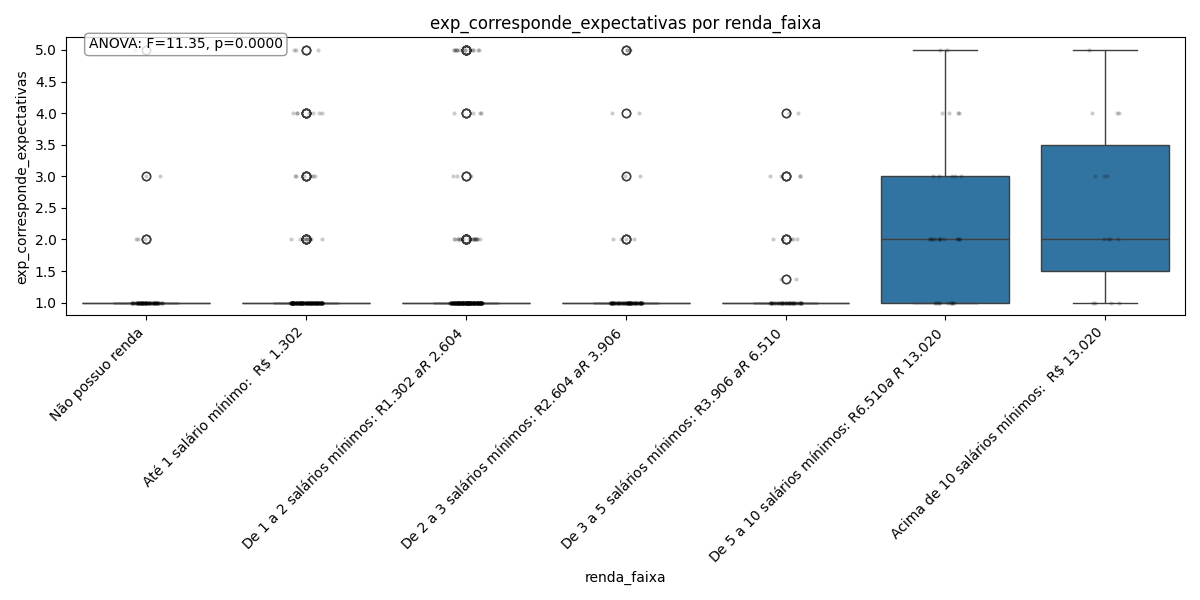 exp_corresponde_expectativas por renda_faixa
ANOVA: F=11.35, p=0.0000
exp_corresponde_expectativas
5.0
4.5
4.0
3.5
3.0
2.5
2.0
1.5
1.0
Não possuo renda
Até 1 salário mínimo: R$ 1.302
De 1 a 2 salários mínimos: R1.302 aR 2.604
De 2 a 3 salários mínimos: R2.604 aR 3.906
De 3 a 5 salários mínimos: R3.906 aR 6.510
De 5 a 10 salários mínimos: R6.510a R 13.020
Acima de 10 salários mínimos: R$ 13.020
renda_faixa